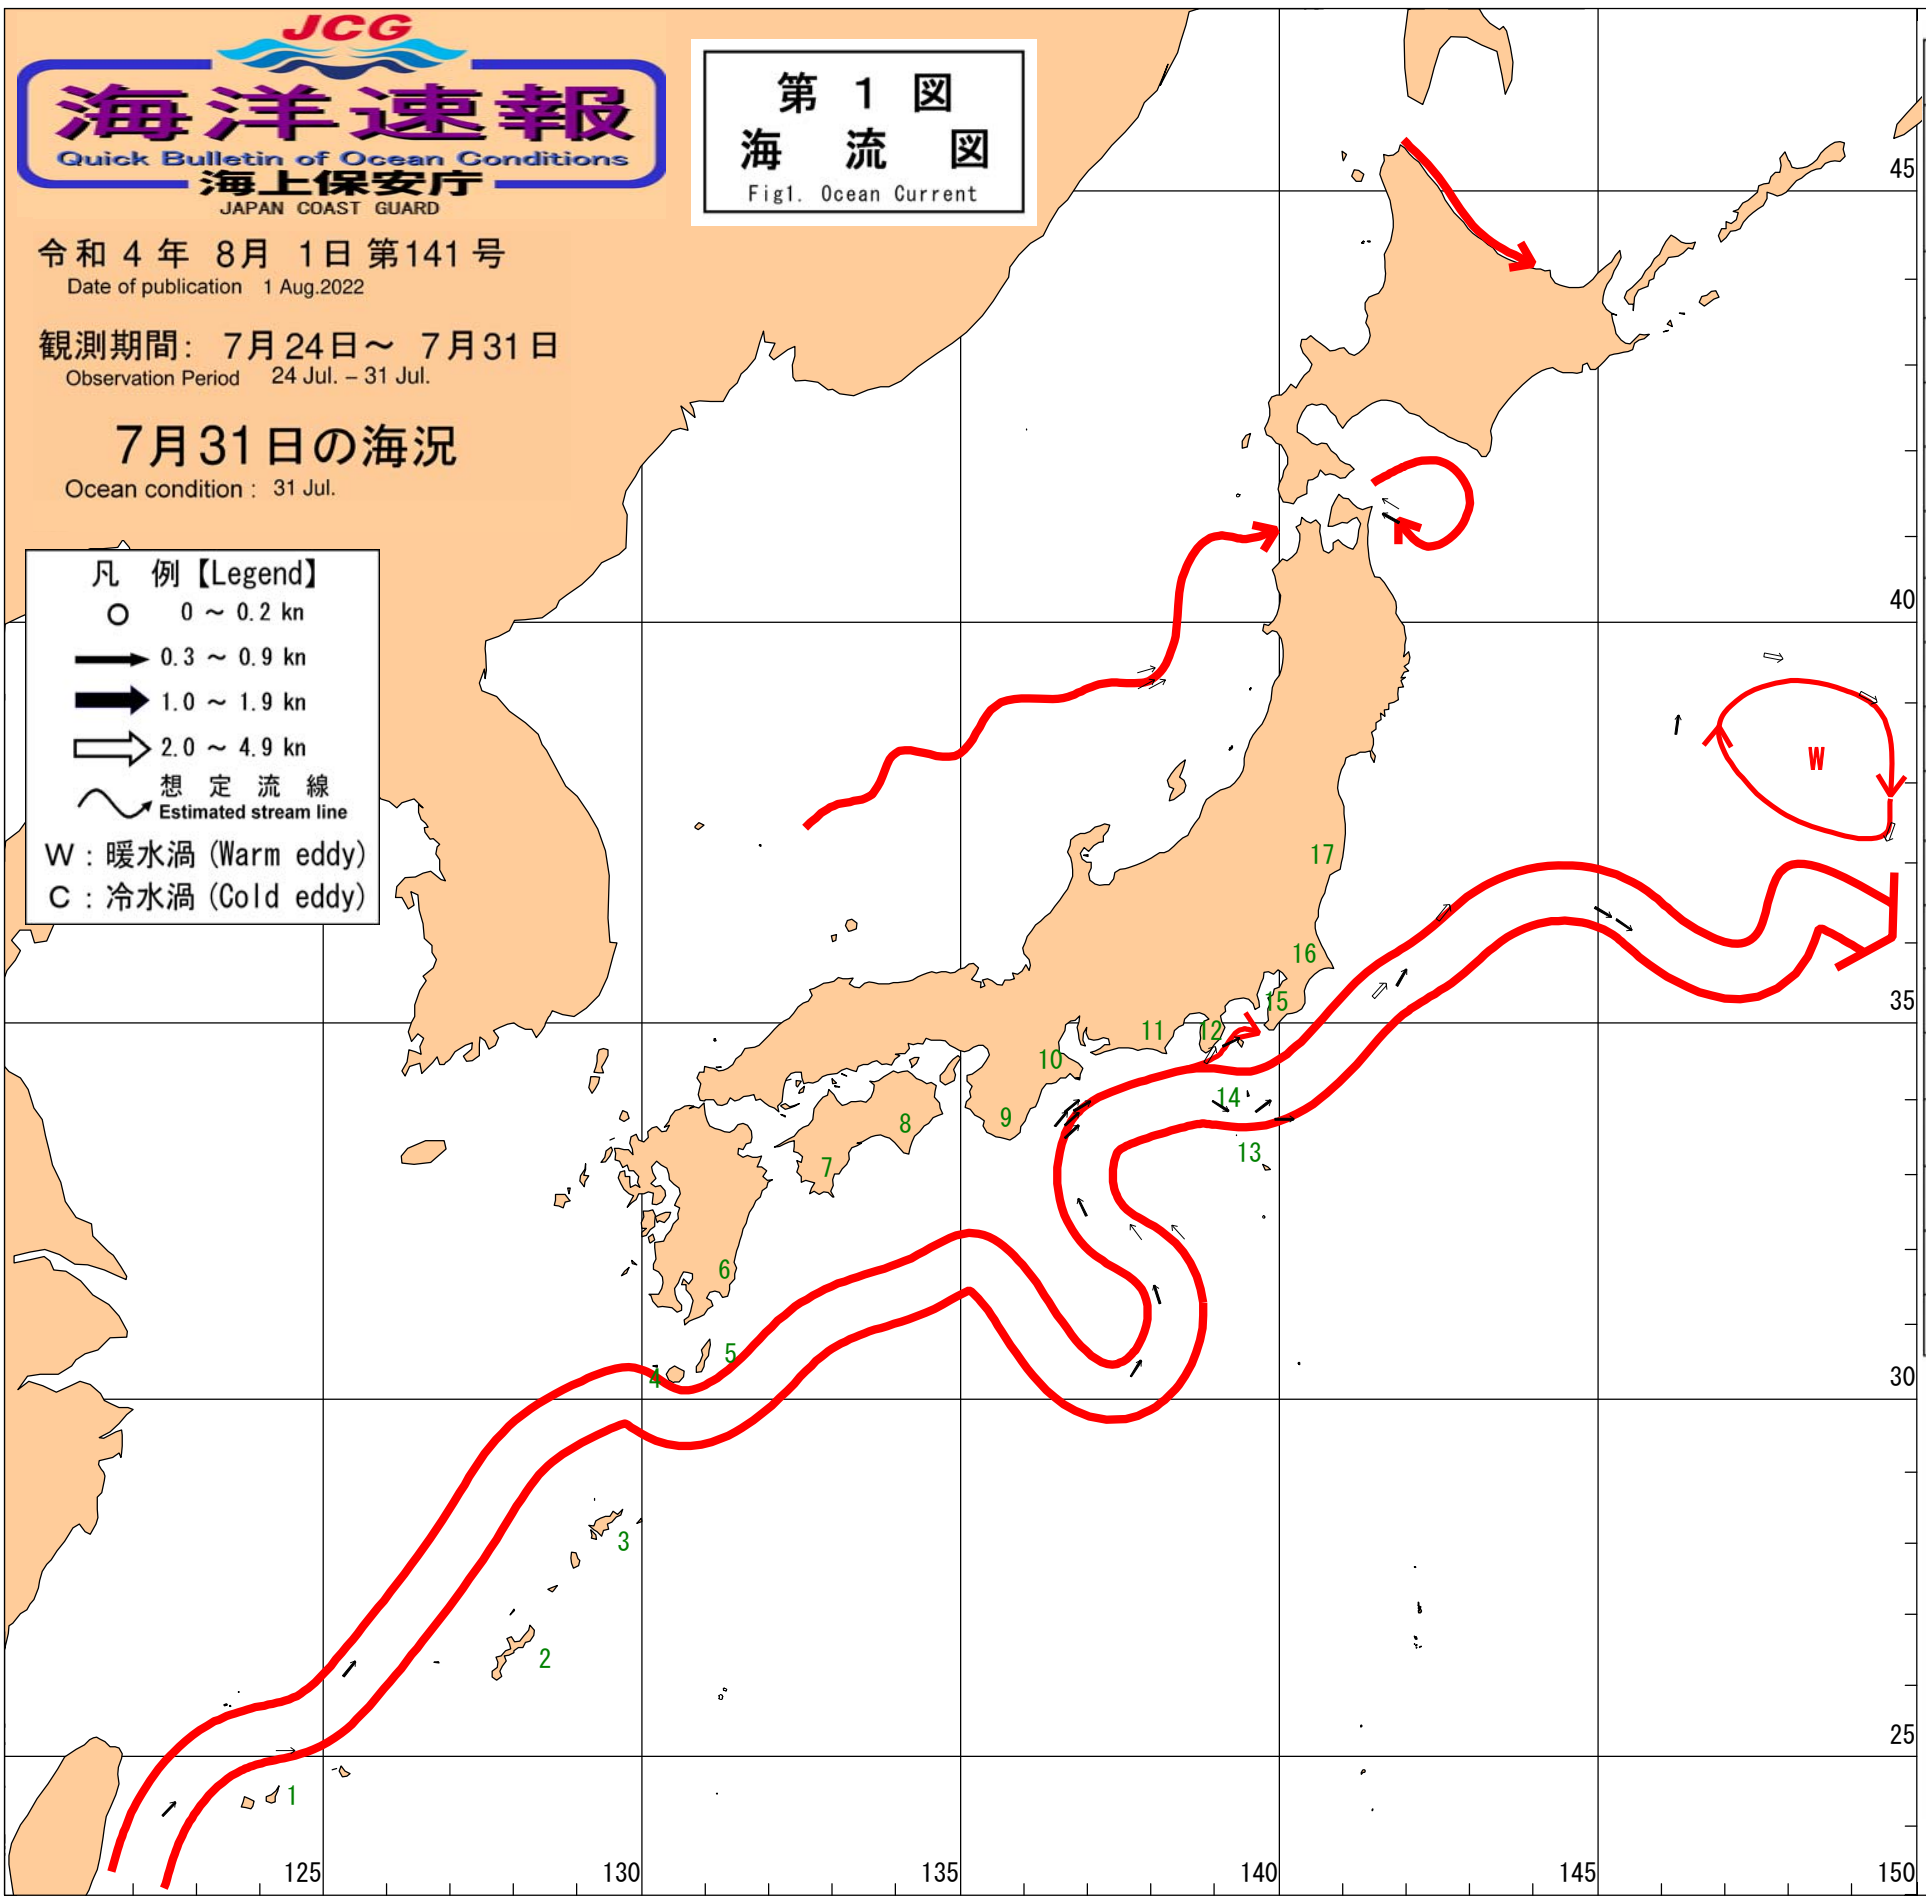 JCG
海洋速報
Quick Bulletin of Ocean Conditions
海上保安庁
JAPAN COAST GUARD
第 1 図
海 流 図
Fig1. Ocean Current
令和 4 年 8月 1日 第141 号
Date of publication 1 Aug.2022
観測期間: 7月24日~ 7月31日
Observation Period 24 Jul. – 31 Jul.
7月31日の海況
Ocean condition : 31 Jul.
凡 例【Legend】
0 ~ 0.2 kn
0.3 ~ 0.9 kn
1.0 ~ 1.9 kn
2.0 ~ 4.9 kn
想 定 流 線
Estimated stream line
W : 暖水渦 (Warm eddy)
C : 冷水渦 (Cold eddy)
45
40
W
17
16
35
15
12
11
10
14
9
8
13
7
6
5
4
30
3
2
25
1
125
130
135
140
145
150